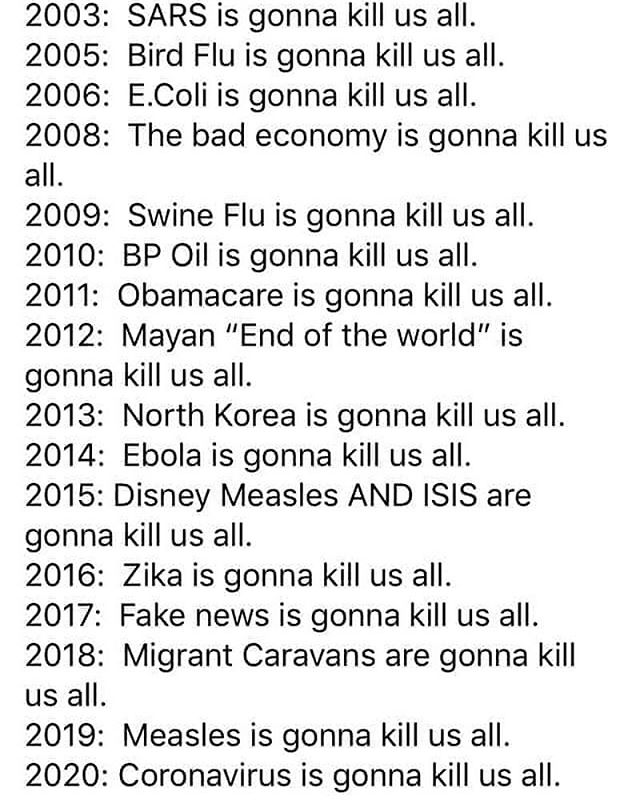 2003:  SARS is gonna kill us all.
2005:  Bird Flu is gonna kill us all.
2006:  E.Coli is gonna kill us all.
2008:  The bad economy is gonna kill us
all.
2009:  Swine Flu is gonna kill us all.
2010:  BP Oil is gonna kill us all.
2011:  Obamacare is gonna kill us all.
2012:  Mayan “End of the world” is
gonna kill us all.
2013:  North Korea is gonna kill us all.
2014:  Ebola is gonna kill us all.
2015: Disney Measles AND ISIS are
gonna kill us all.
2016:  Zika is gonna kill us all.
2017:  Fake news is gonna kill us all.
2018:  Migrant Caravans are gonna kill
us all.
2019:  Measles is gonna kill us all.
2020: Coronavirus is gonna kill us all.